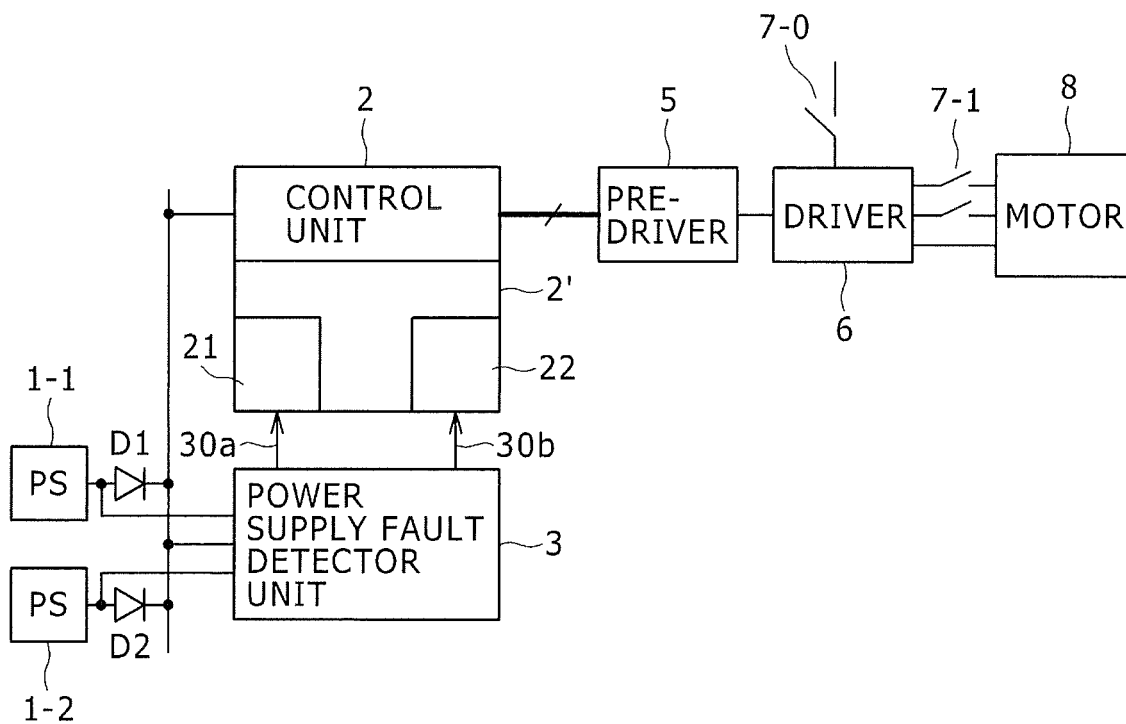 7-0
2
5
7-1
8
CONTROL
UNIT
PRE-
DRIVER
DRIVER
MOTOR
2'
6
21
22
1-1
30a
30b
D1
PS
POWER
SUPPLY FAULT
DETECTOR
UNIT
3
PS
D2
1-2